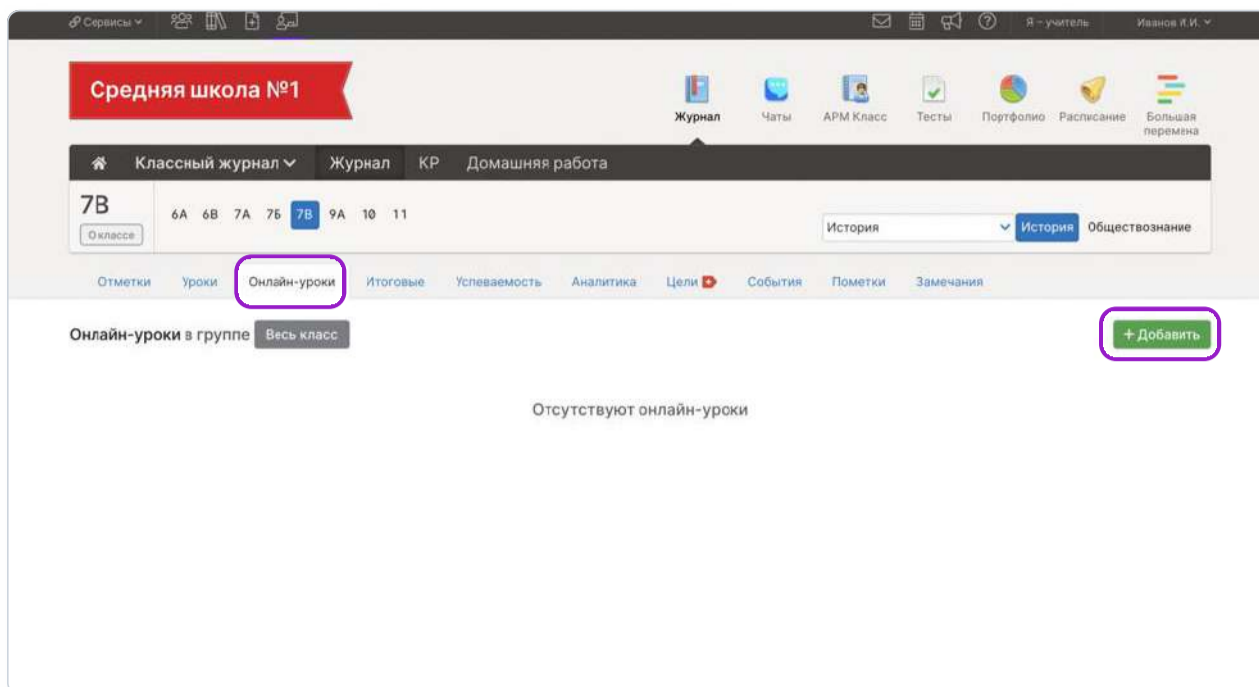 Сервисы Я - учитель Иванов И.И.
Средняя школа №1
Журнал Чаты АРМ Класс Тесты Портфолио Расписание Большая перемена
Классный журнал Журнал КР Домашняя работа
7В
О классе
6А 6В 7А 7Б 7В 9А 10 11
История История Обществознание
Отметки Уроки Онлайн-уроки Итоговые Успеваемость Аналитика Цели События Пометки Замечания
Онлайн-уроки в группе Весь класс + Добавить
Отсутствуют онлайн-уроки